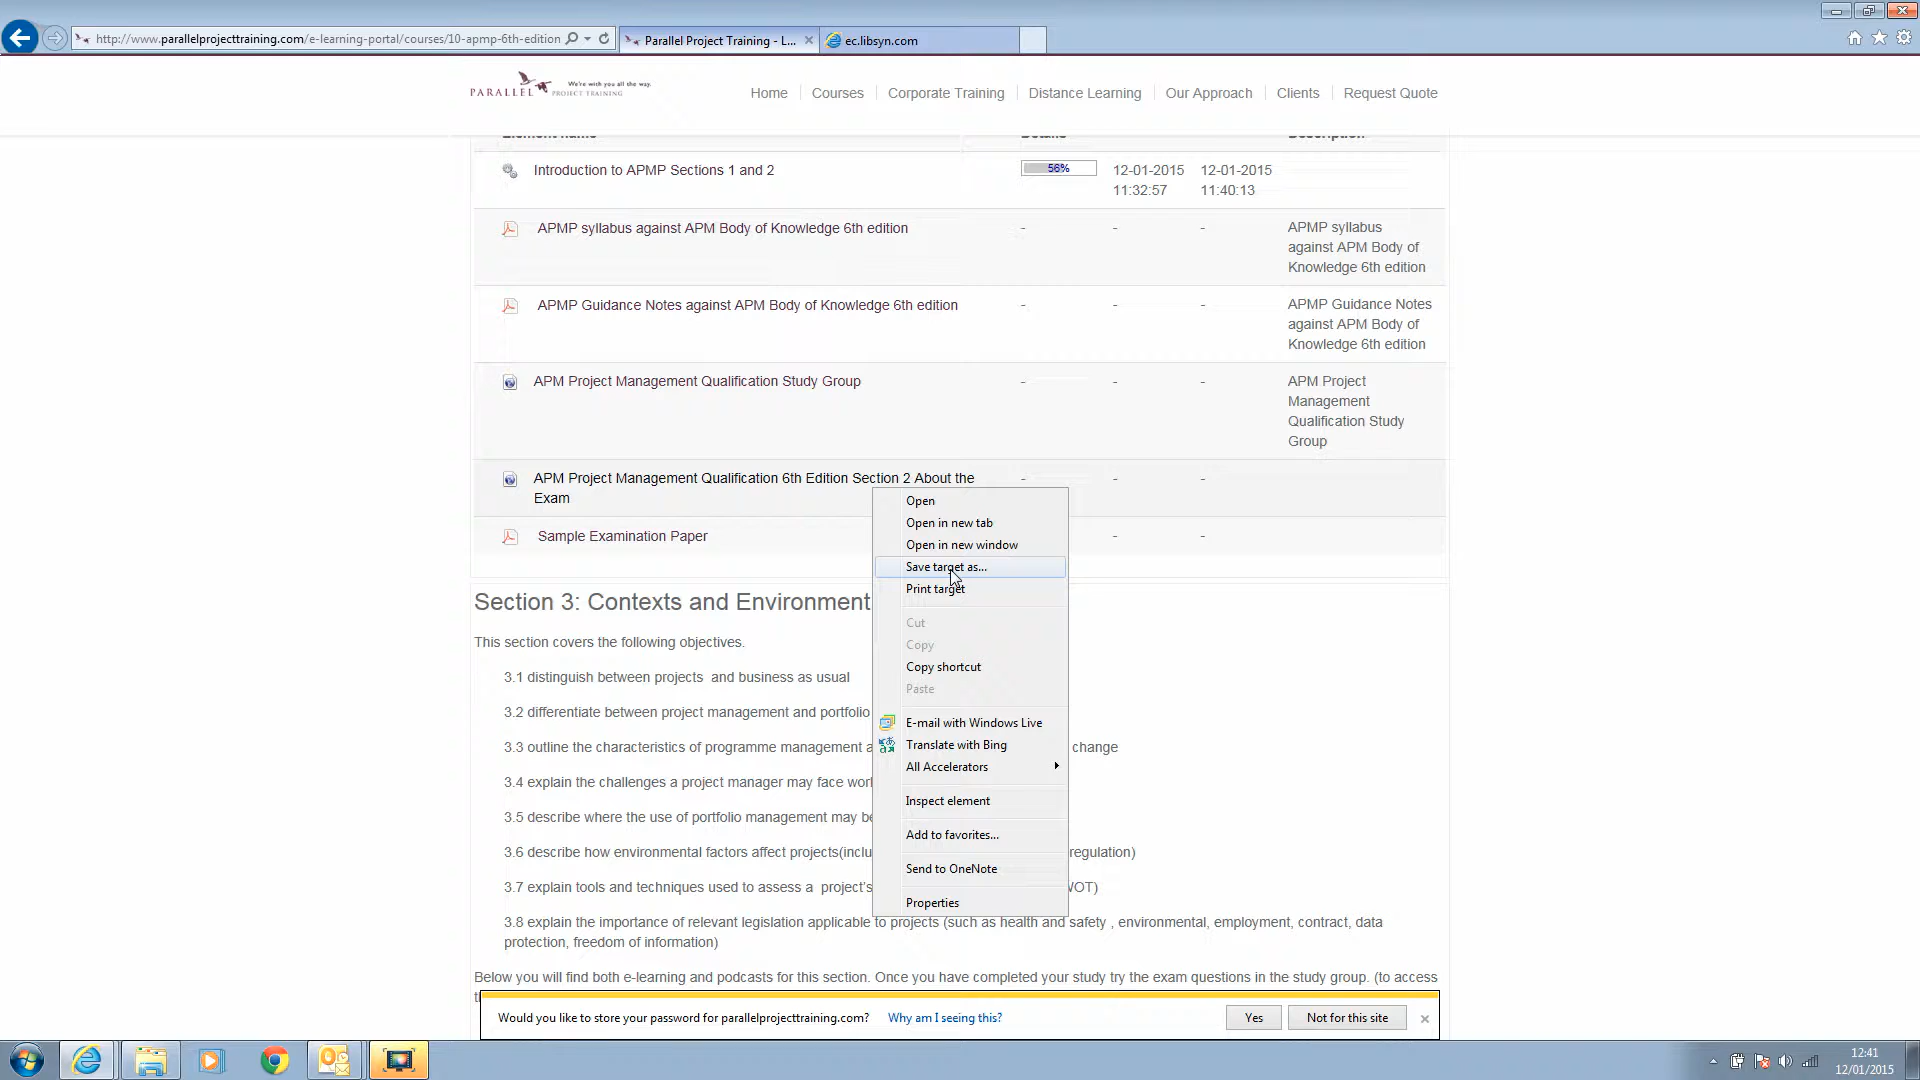 http://www.parallelprojecttraining.com/e-learning-portal/courses/10-apmp-6th-edition
Parallel Project Training - L...
ec.libsyn.com
PARALLEL PROJECT TRAINING
We're with you all the way.
Home
Courses
Corporate Training
Distance Learning
Our Approach
Clients
Request Quote
Element name
Details
Description
Introduction to APMP Sections 1 and 2
56%
12-01-2015
11:32:57
12-01-2015
11:40:13
APMP syllabus against APM Body of Knowledge 6th edition
-
-
-
APMP syllabus
against APM Body of
Knowledge 6th edition
APMP Guidance Notes against APM Body of Knowledge 6th edition
-
-
-
APMP Guidance Notes
against APM Body of
Knowledge 6th edition
APM Project Management Qualification Study Group
-
-
-
APM Project
Management
Qualification Study
Group
APM Project Management Qualification 6th Edition Section 2 About the
Exam
-
-
-
Sample Examination Paper
-
-
Open
Open in new tab
Open in new window
Save target as...
Print target
Cut
Copy
Copy shortcut
Paste
E-mail with Windows Live
Translate with Bing
All Accelerators
Inspect element
Add to favorites...
Send to OneNote
Properties
Section 3: Contexts and Environment
This section covers the following objectives.
3.1 distinguish between projects and business as usual
3.2 differentiate between project management and portfolio
3.3 outline the characteristics of programme management a
change
3.4 explain the challenges a project manager may face wor
3.5 describe where the use of portfolio management may be
3.6 describe how environmental factors affect projects(inclu
regulation)
3.7 explain tools and techniques used to assess a project's
WOT)
3.8 explain the importance of relevant legislation applicable to projects (such as health and safety , environmental, employment, contract, data
protection, freedom of information)
Below you will find both e-learning and podcasts for this section. Once you have completed your study try the exam questions in the study group. (to access
Would you like to store your password for parallelprojecttraining.com?
Why am I seeing this?
Yes
Not for this site
12:41
12/01/2015